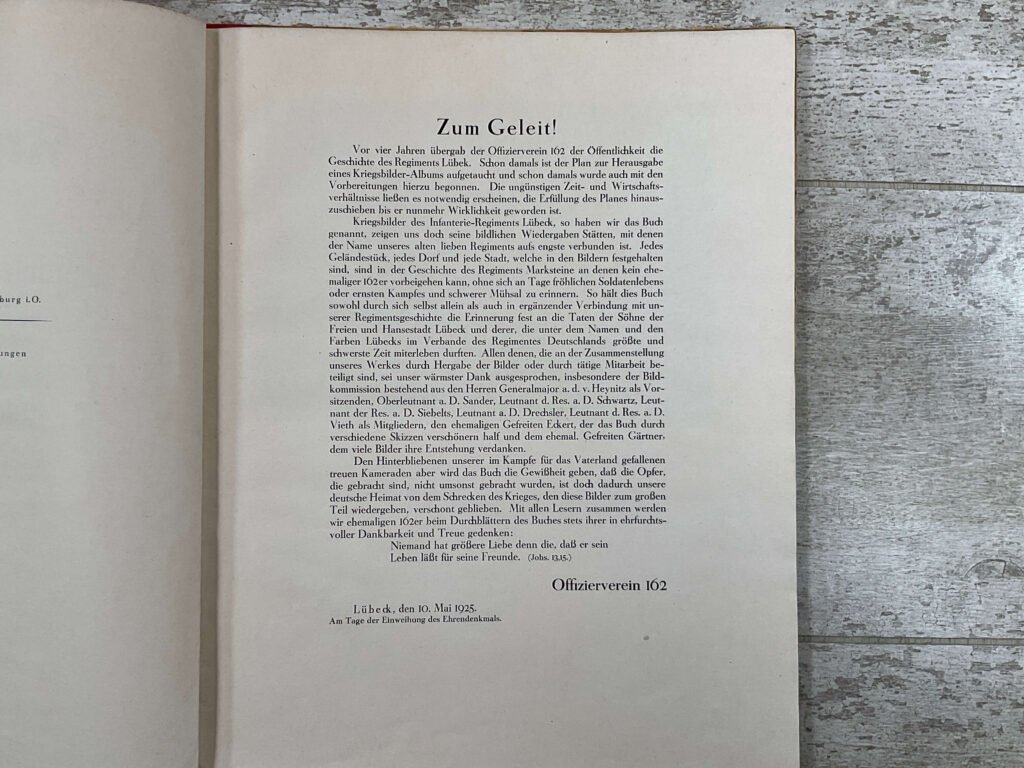 burg i.O.
ungen
Zum Geleit!
Vor vier Jahren übergab der Offizierverein 162 der Öffentlichkeit die
Geschichte des Regiments Lübek. Schon damals ist der Plan zur Herausgabe
eines Kriegsbilder-Albums aufgetaucht und schon damals wurde auch mit den
Vorbereitungen hierzu begonnen. Die ungünstigen Zeit- und Wirtschafts-
verhältnisse ließen es notwendig erscheinen, die Erfüllung des Planes hinaus-
zuschieben bis er nunmehr Wirklichkeit geworden ist.
Kriegsbilder des Infanterie-Regiments Lübeck, so haben wir das Buch
genannt, zeigen uns doch seine bildlichen Wiedergaben Stätten, mit denen
der Name unseres alten lieben Regiments aufs engste verbunden ist. Jedes
Geländestück, jedes Dorf und jede Stadt, welche in den Bildern festgehalten
sind, sind in der Geschichte des Regiments Marksteine an denen kein ehe-
maliger 162er vorbeigehen kann, ohne sich an Tage fröhlichen Soldatenlebens
oder ernsten Kampfes und schwerer Mühsal zu erinnern. So hält dies Buch
sowohl durch sich selbst allein als auch in ergänzender Verbindung mit un-
serer Regimentsgeschichte die Erinnerung fest an die Taten der Söhne der
Freien und Hansestadt Lübeck und derer, die unter dem Namen und den
Farben Lübecks im Verbande des Regimentes Deutschlands größte und
schwerste Zeit miterleben durften. Allen denen, die an der Zusammenstellung
unseres Werkes durch Hergabe der Bilder oder durch tätige Mitarbeit be-
teiligt sind, sei unser wärmster Dank ausgesprochen, insbesondere der Bild-
kommission bestehend aus den Herren Generalmajor a. d. v. Heynitz als Vor-
sitzenden, Oberleutnant a. D. Sander, Leutnant d. Res. a. D. Schwartz, Leut-
nant der Res. a. D. Siebelts, Leutnant a. D. Drechsler, Leutnant d. Res. a. D.
Vieth als Mitgliedern, den ehemaligen Gefreiten Eckert, der das Buch durch
verschiedene Skizzen verschönern half und dem ehemal. Gefreiten Gärtner,
dem viele Bilder ihre Entstehung verdanken.
Den Hinterbliebenen unserer im Kampfe für das Vaterland gefallenen
treuen Kameraden aber wird das Buch die Gewißheit geben, daß die Opfer,
die gebracht sind, nicht umsonst gebracht wurden, ist doch dadurch unsere
deutsche Heimat von dem Schrecken des Krieges, den diese Bilder zum großen
Teil wiedergeben, verschont geblieben. Mit allen Lesern zusammen werden
wir ehemaligen 162er beim Durchblättern des Buches stets ihrer in ehrfurchts-
voller Dankbarkeit und Treue gedenken:
Niemand hat größere Liebe denn die, daß er sein
Leben läßt für seine Freunde. (Johs. 13,15.)
Offizierverein 162
Lübeck, den 10. Mai 1925.
Am Tage der Einweihung des Ehrendenkmals.